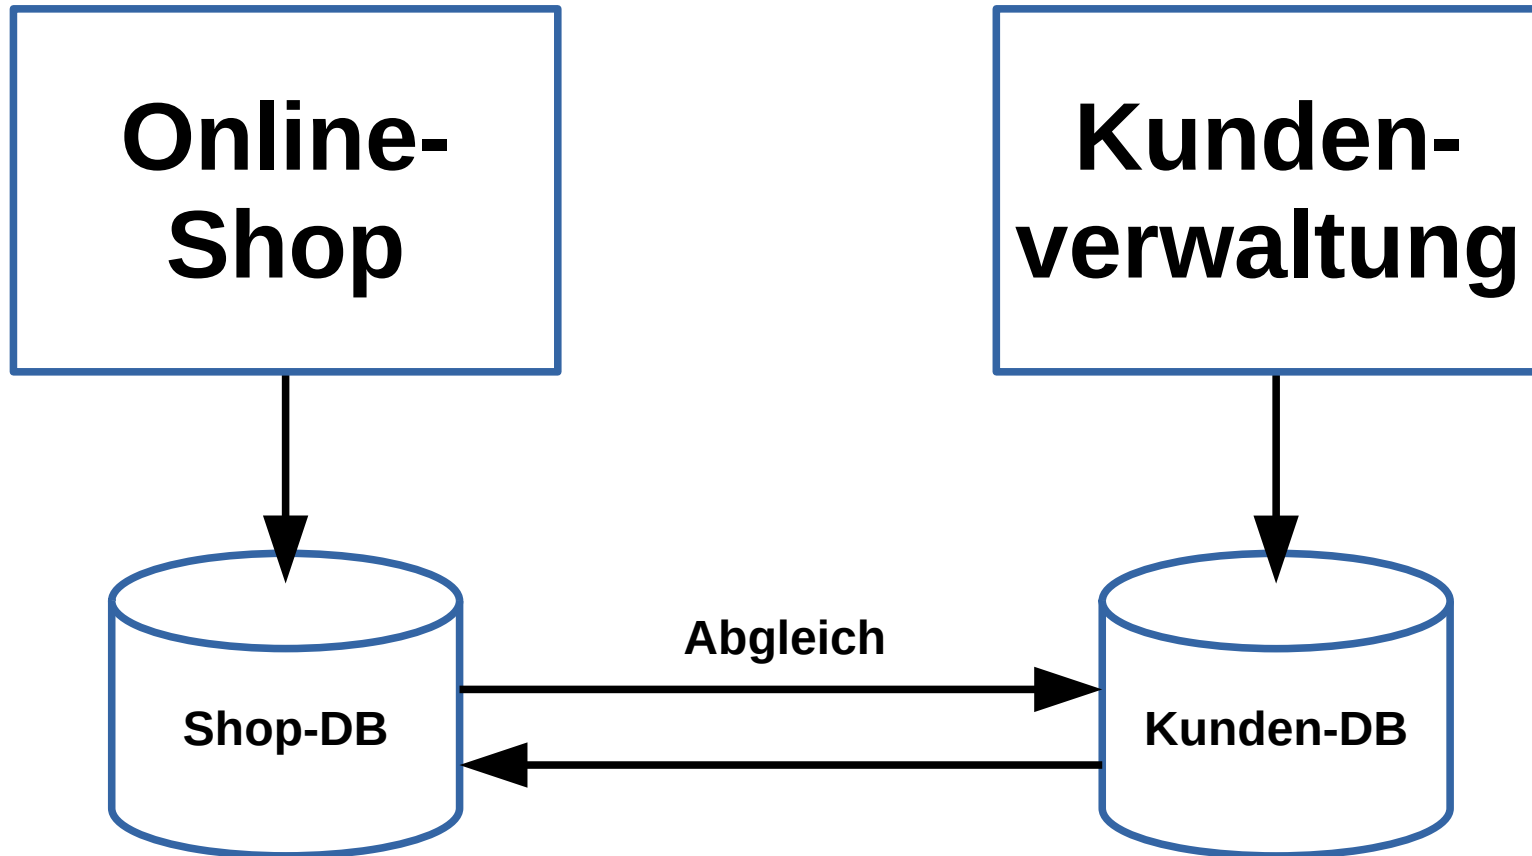 Online-
Shop
Kunden-
verwaltung
Abgleich
Shop-DB
Kunden-DB